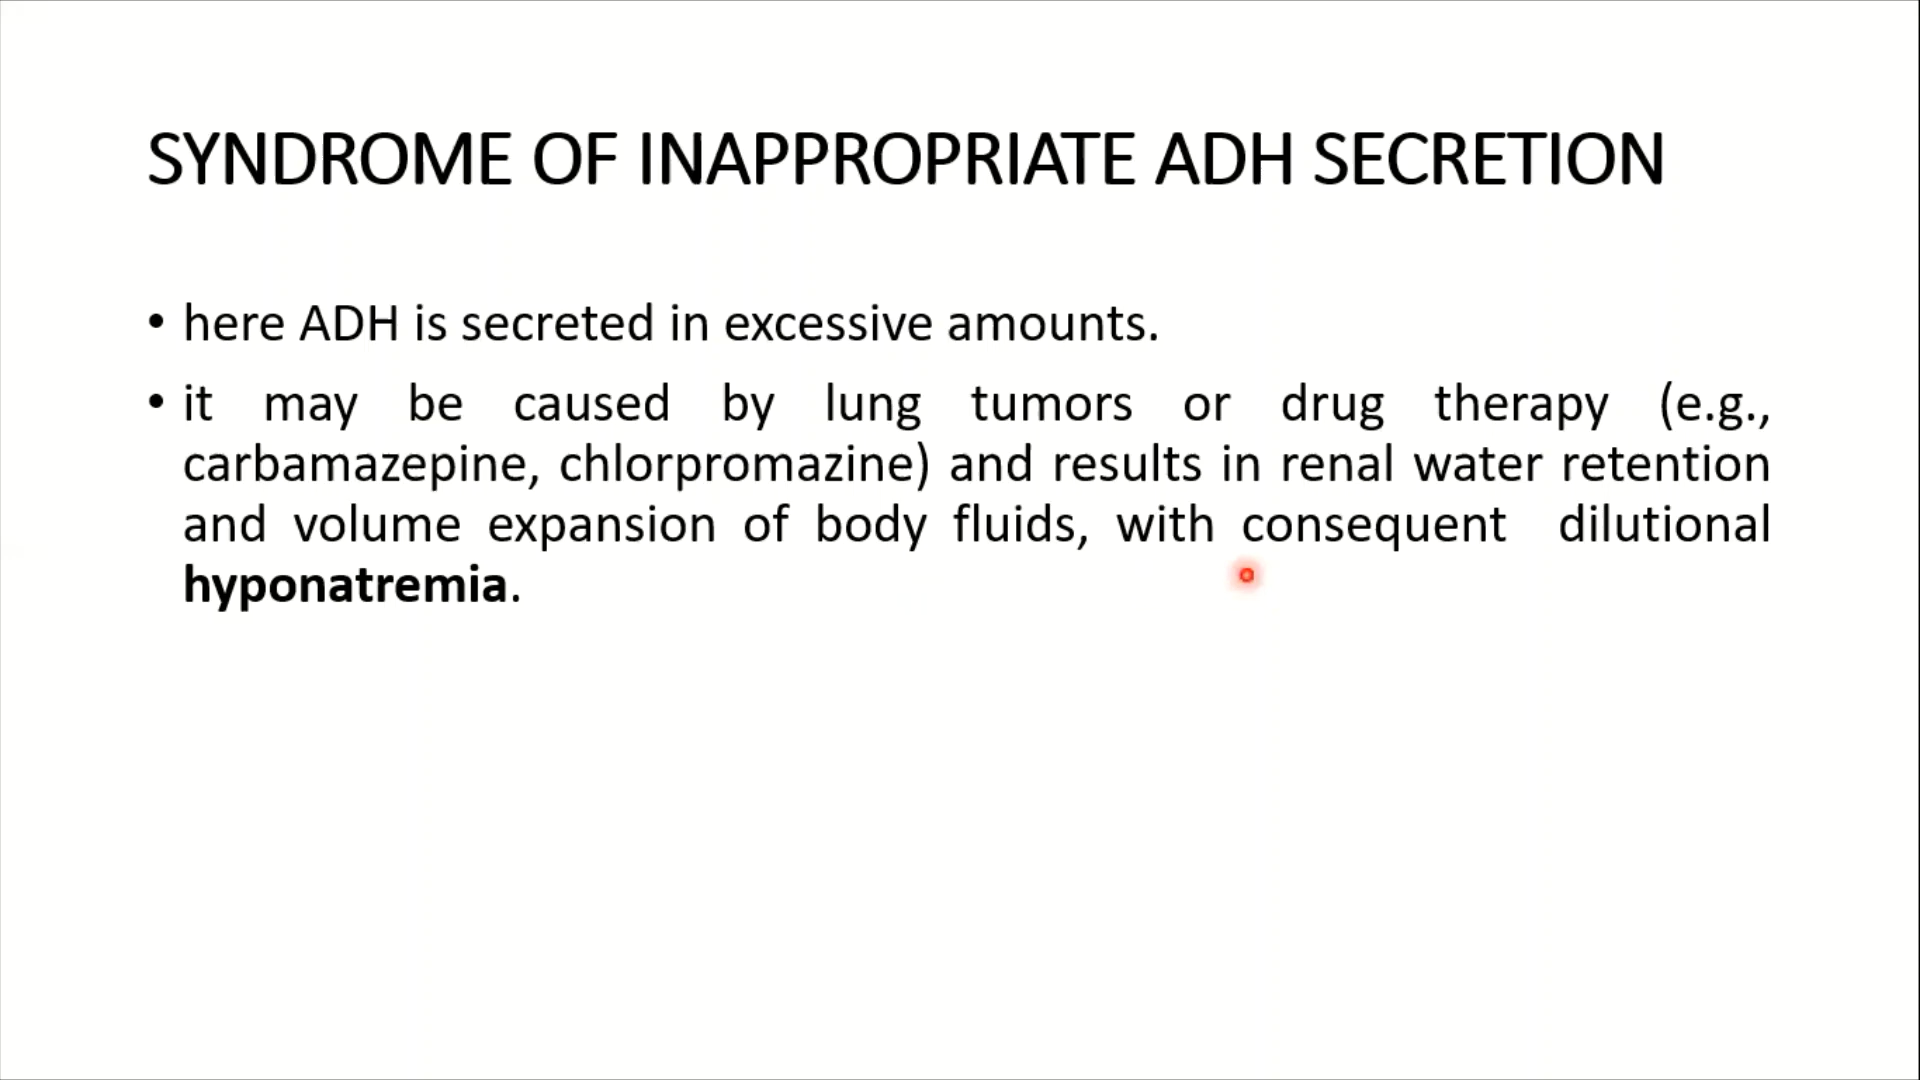 SYNDROME OF INAPPROPRIATE ADH SECRETION
• here ADH is secreted in excessive amounts.
• it may be caused by lung tumors or drug therapy (e.g.,
carbamazepine, chlorpromazine) and results in renal water retention
and volume expansion of body fluids, with consequent dilutional
hyponatremia.